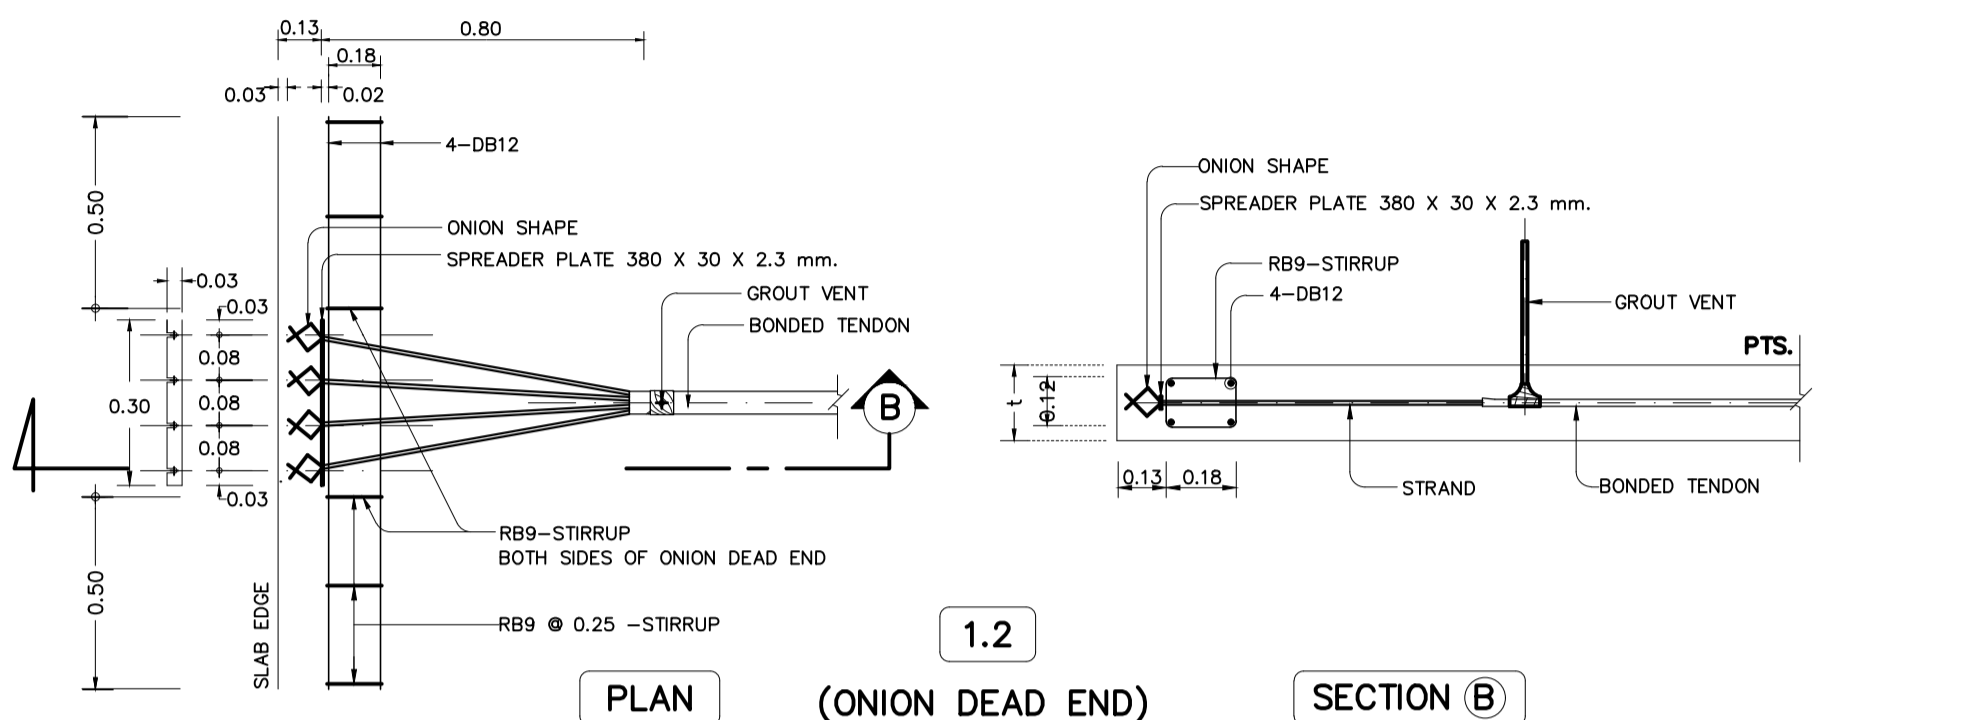 0.13
0.80
0.18
0.03
0.02
4-DB12
0.50
ONION SHAPE
SPREADER PLATE 380 X 30 X 2.3 mm.
0.03
0.03
GROUT VENT
BONDED TENDON
0.08
0.30
0.08
0.08
0.03
B
RB9-STIRRUP
BOTH SIDES OF ONION DEAD END
0.50
SLAB EDGE
RB9 @ 0.25 -STIRRUP
PLAN
1.2
(ONION DEAD END)
ONION SHAPE
SPREADER PLATE 380 X 30 X 2.3 mm.
RB9-STIRRUP
4-DB12
GROUT VENT
PTS.
t
0.12
0.13
0.18
STRAND
BONDED TENDON
SECTION B